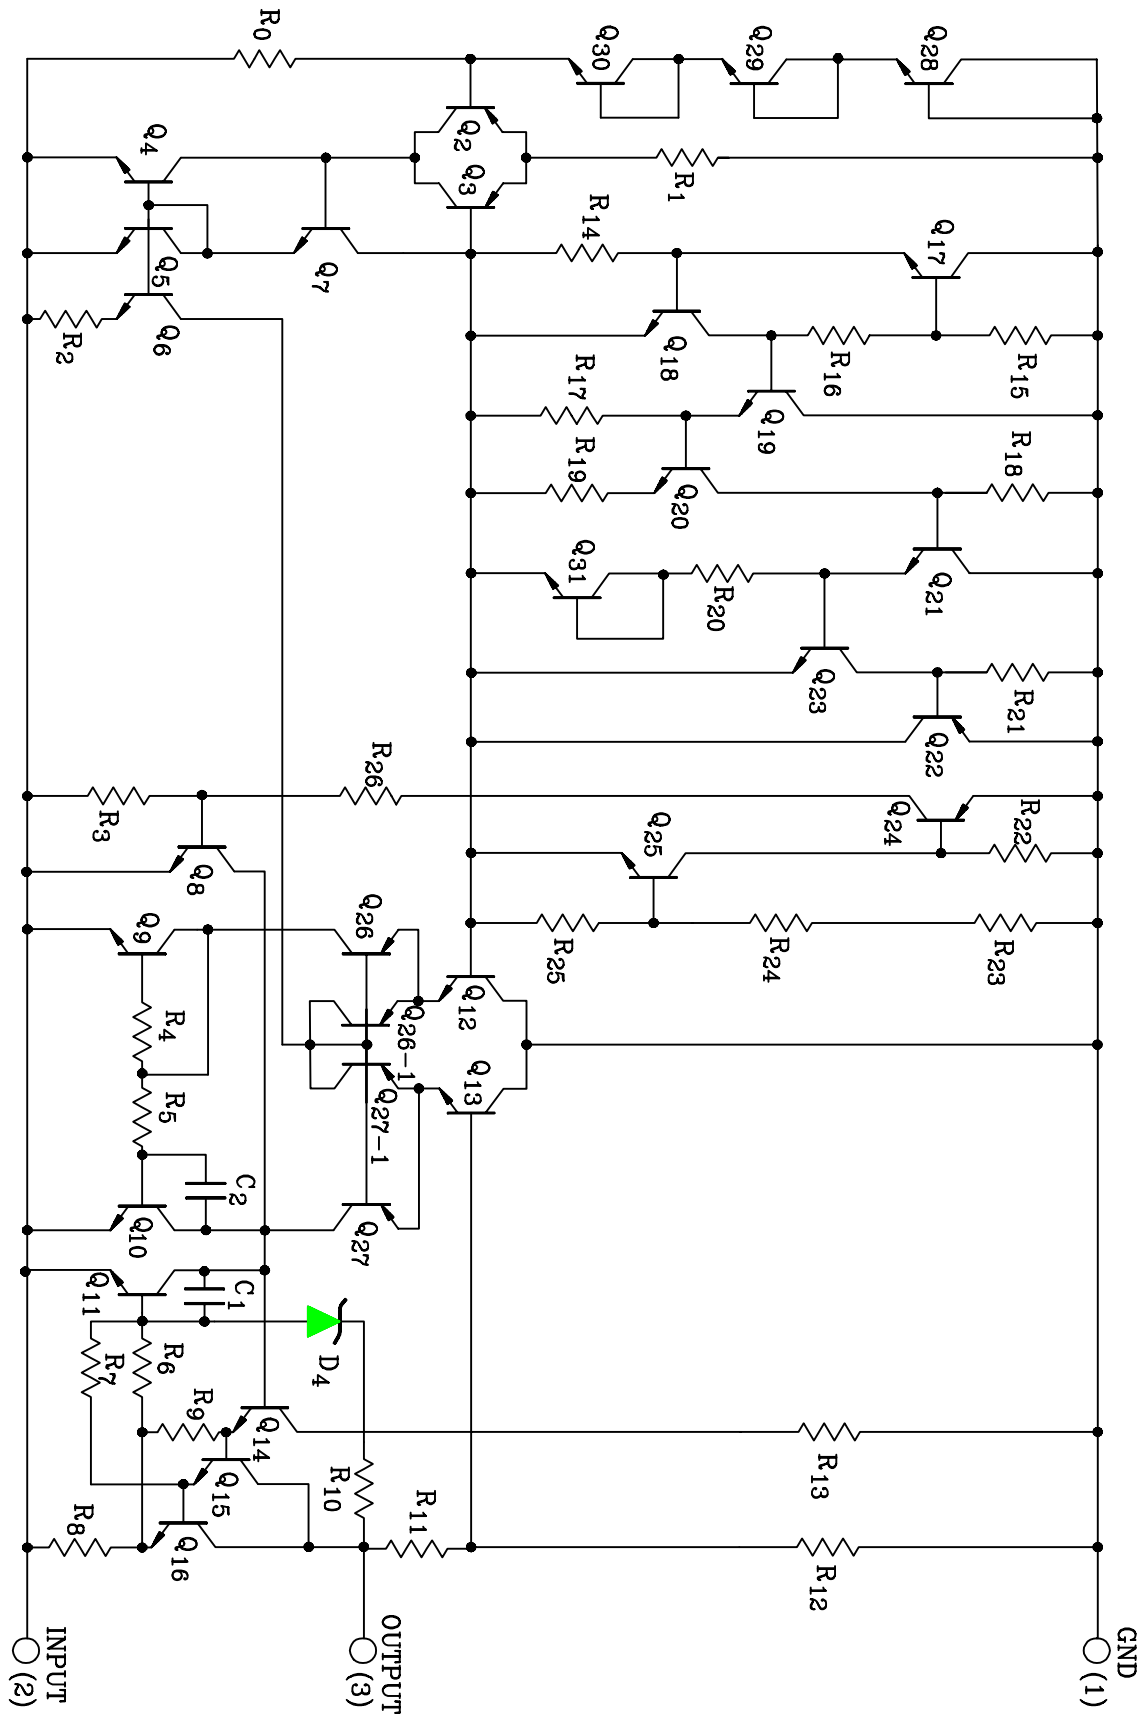 GND
(1)
R15
R18
R21
R22
R23
Q28
Q17
Q21
Q22
Q24
R16
Q23
R13
R12
Q29
Q19
R24
R20
R1
Q18
Q20
Q25
Q30
R14
R17
R19
Q31
R25
Q2
Q3
Q12
Q13
Q26-1
R11
Q27-1
R26
Q26
Q27
R10
OUTPUT
(3)
Q7
D4
R0
C2
C1
Q14
Q15
Q8
R9
Q16
Q4
Q5
Q6
Q9
R4
R5
Q10
R6
R3
Q11
R7
R2
R8
INPUT
(2)